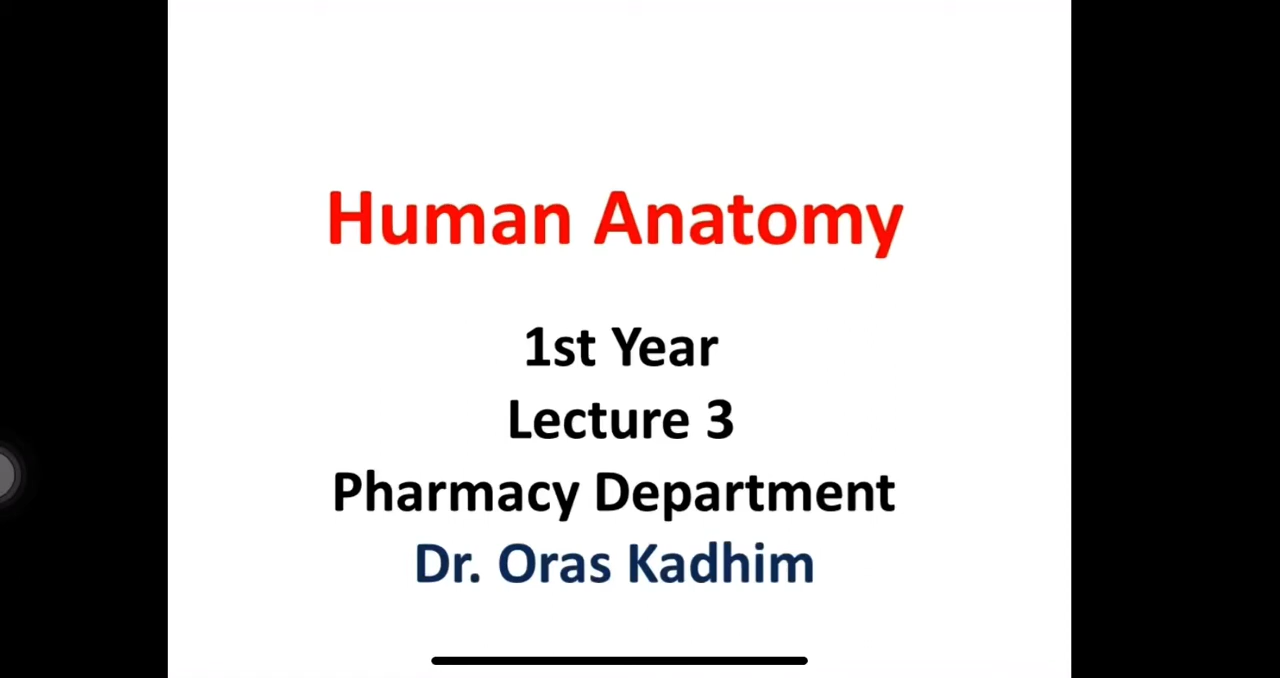 Human Anatomy
1st Year
Lecture 3
Pharmacy Department
Dr. Oras Kadhim